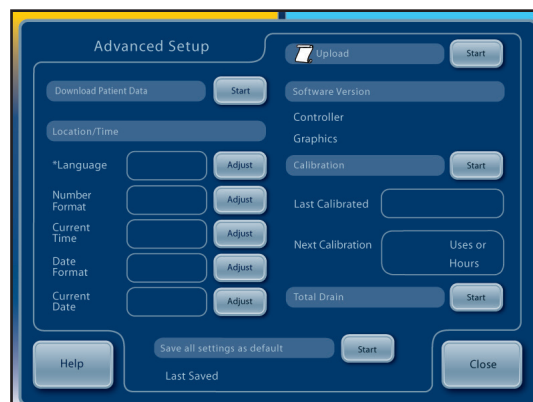 Advanced Setup
Upload
Start
Download Patient Data
Start
Software Version
Controller
Graphics
Location/Time
*Language
Adjust
Calibration
Start
Number
Format
Adjust
Last Calibrated
Current
Time
Adjust
Next Calibration
Uses or
Hours
Date
Format
Adjust
Current
Date
Adjust
Total Drain
Start
Save all settings as default
Start
Last Saved
Help
Close